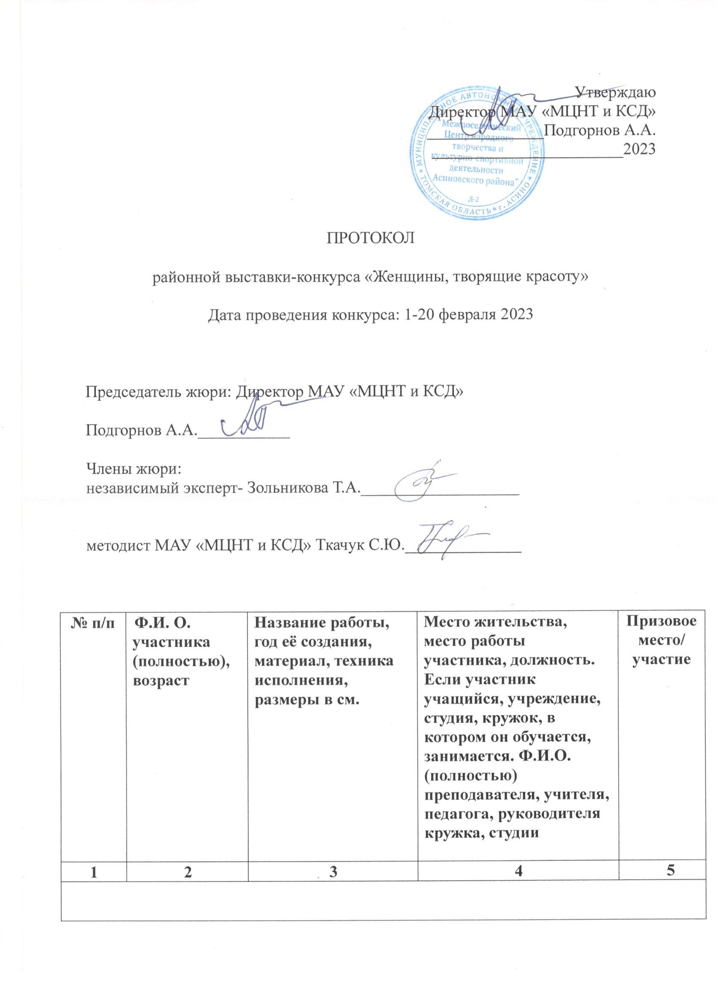 Утверждаю
Директор МАУ «МЦНТ и КСД»
______________Подгорнов А.А.
_______________________2023
* МУНИЦИПАЛЬНОЕ АВТОНОМНОЕ УЧРЕЖДЕНИЕ *
ТОМСКАЯ ОБЛАСТЬ * г. АСИНО *
"Межпоселенческий
Центр народного
творчества и
культурно-спортивной
деятельности
Асиновского района"
Д-2
ПРОТОКОЛ
районной выставки-конкурса «Женщины, творящие красоту»
Дата проведения конкурса: 1-20 февраля 2023
Председатель жюри: Директор МАУ «МЦНТ и КСД»
Подгорнов А.А.___________
Члены жюри:
независимый эксперт- Зольникова Т.А.___________________
методист МАУ «МЦНТ и КСД» Ткачук С.Ю.______________
№ п/п
Ф.И. О.
участника
(полностью),
возраст
Название работы,
год её создания,
материал, техника
исполнения,
размеры в см.
Место жительства,
место работы
участника, должность.
Если участник
учащийся, учреждение,
студия, кружок, в
котором он обучается,
занимается. Ф.И.О.
(полностью)
преподавателя, учителя,
педагога, руководителя
кружка, студии
Призовое
место/
участие
1 2 3 4 5